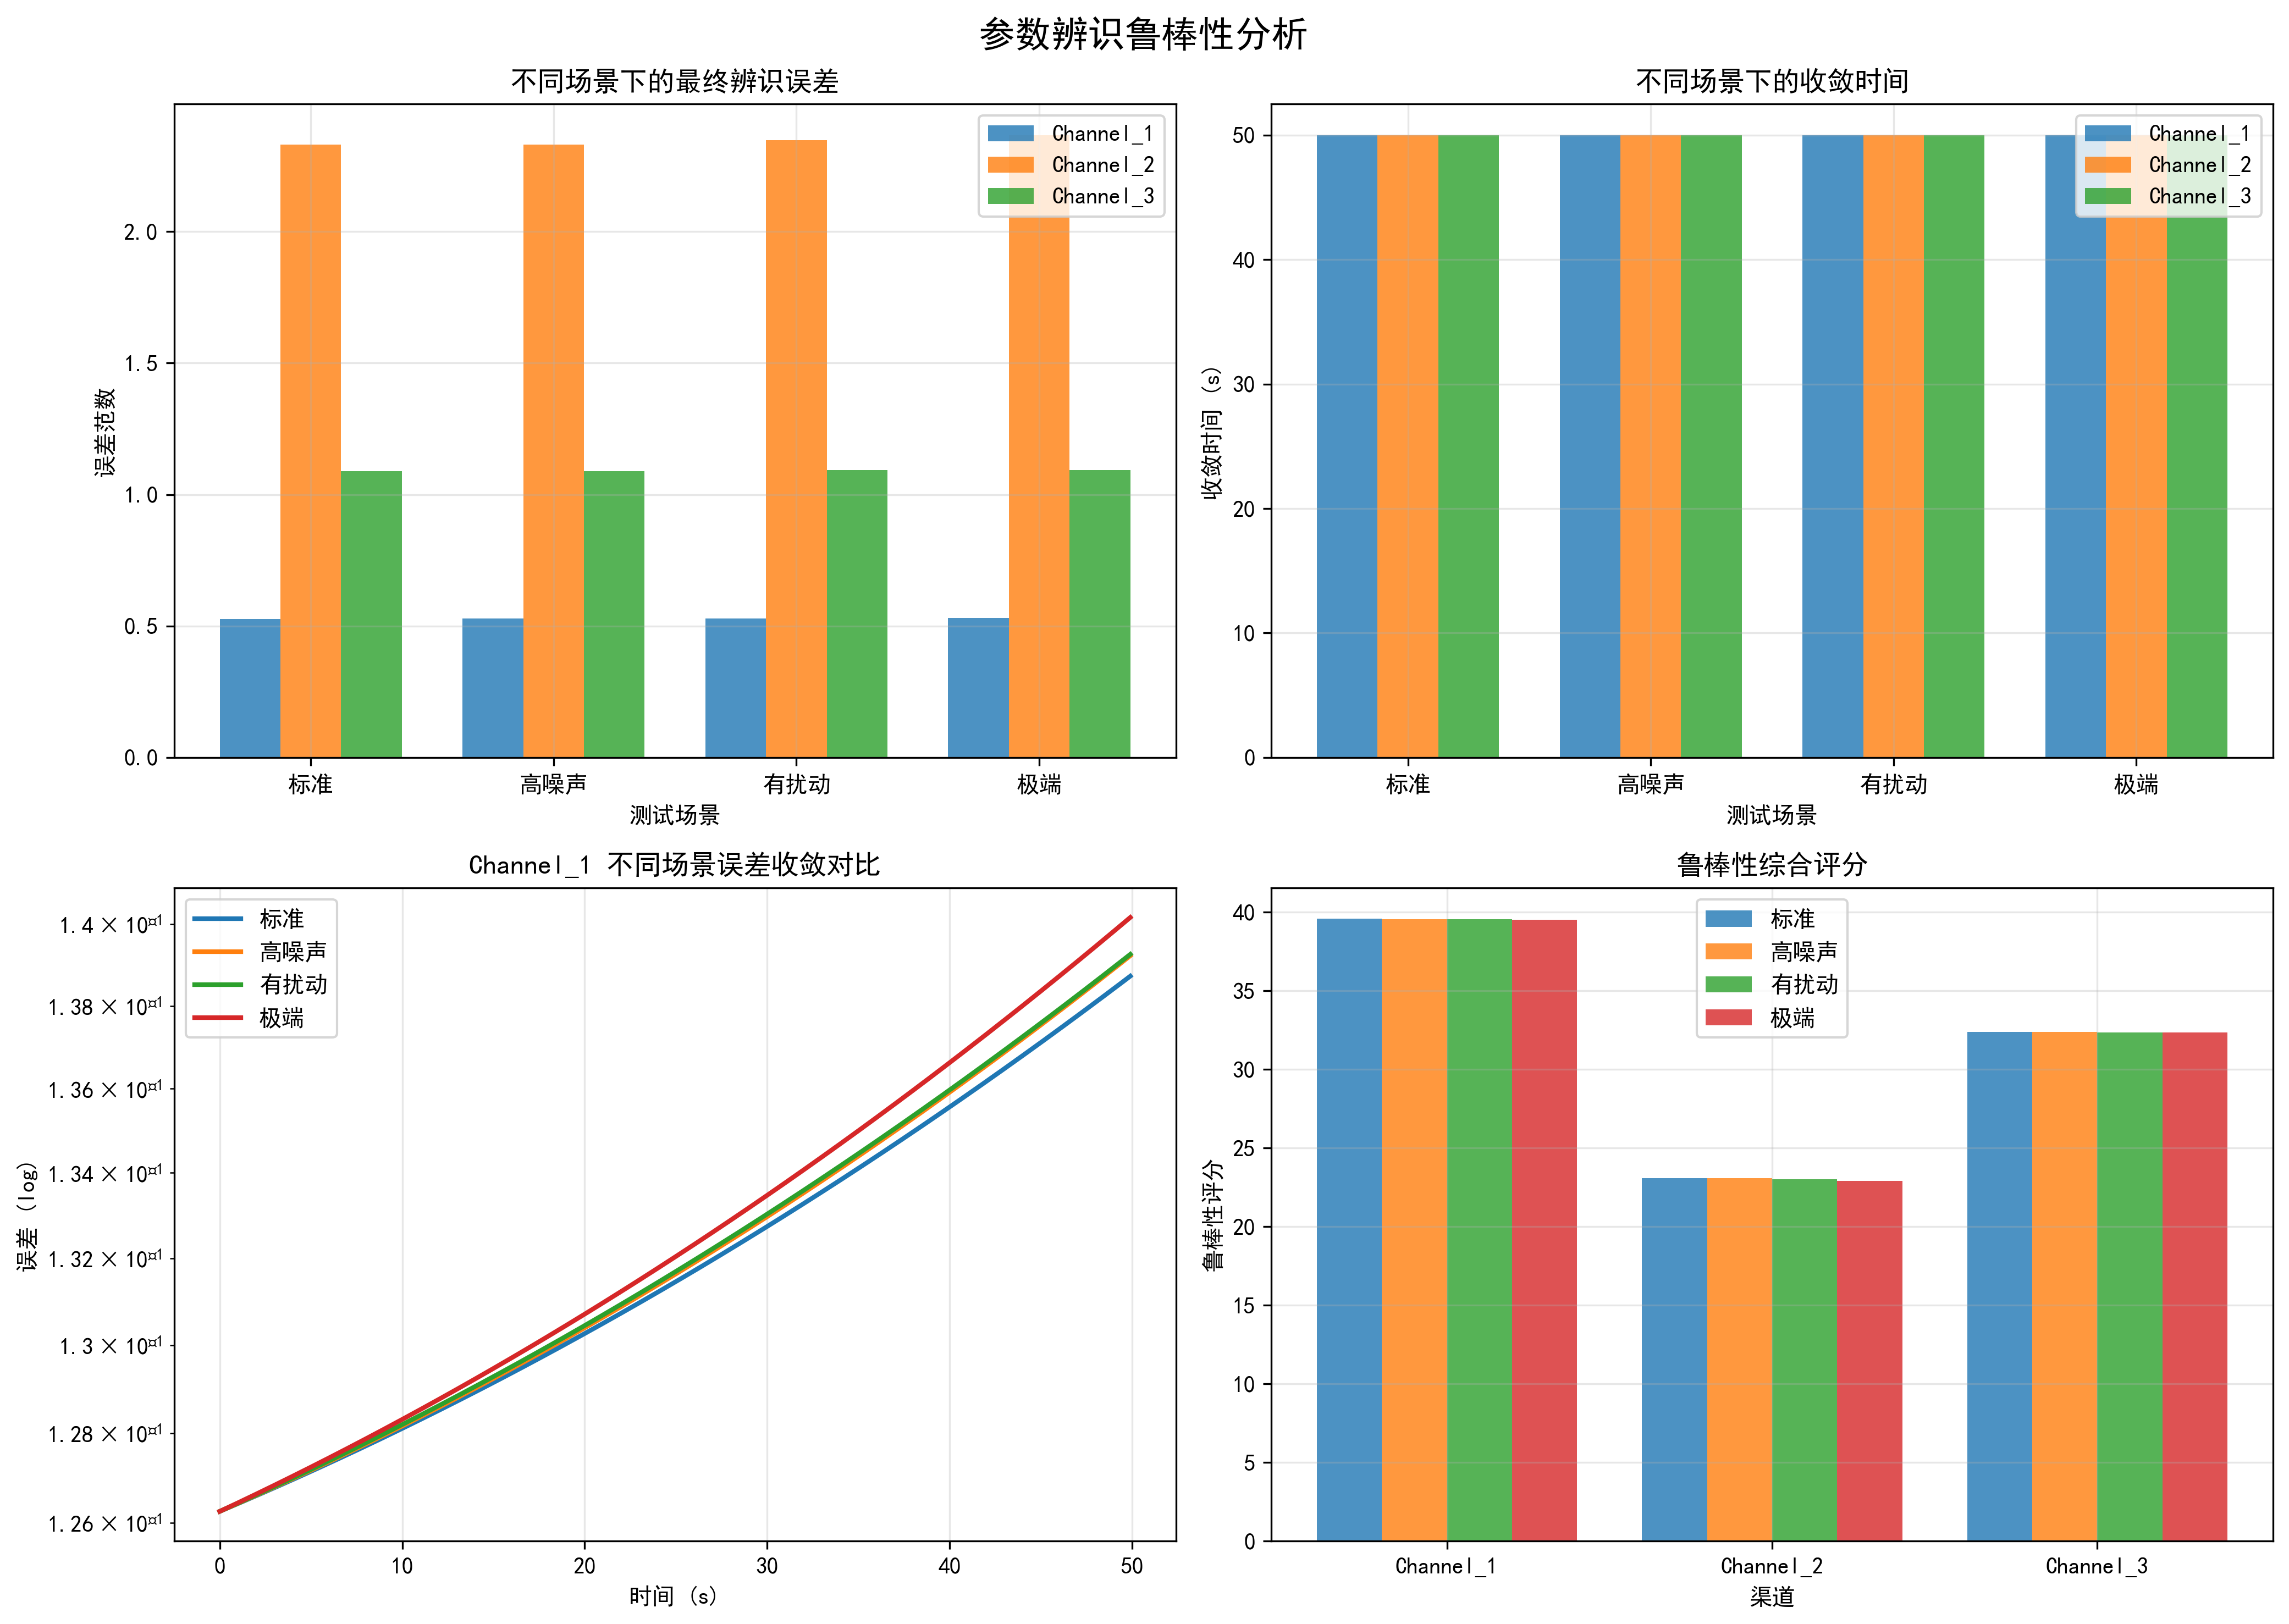 参数辨识鲁棒性分析
不同场景下的最终辨识误差
误差范数
2.0
1.5
1.0
0.5
0.0
Channel_1
Channel_2
Channel_3
标准 高噪声 有扰动 极端
测试场景
不同场景下的收敛时间
收敛时间 (s)
50
40
30
20
10
0
Channel_1
Channel_2
Channel_3
标准 高噪声 有扰动 极端
测试场景
Channel_1 不同场景误差收敛对比
误差 (log)
1.4 × 10¤1
1.38 × 10¤1
1.36 × 10¤1
1.34 × 10¤1
1.32 × 10¤1
1.3 × 10¤1
1.28 × 10¤1
1.26 × 10¤1
标准
高噪声
有扰动
极端
0 10 20 30 40 50
时间 (s)
鲁棒性综合评分
鲁棒性评分
40
35
30
25
20
15
10
5
0
标准
高噪声
有扰动
极端
Channel_1 Channel_2 Channel_3
渠道